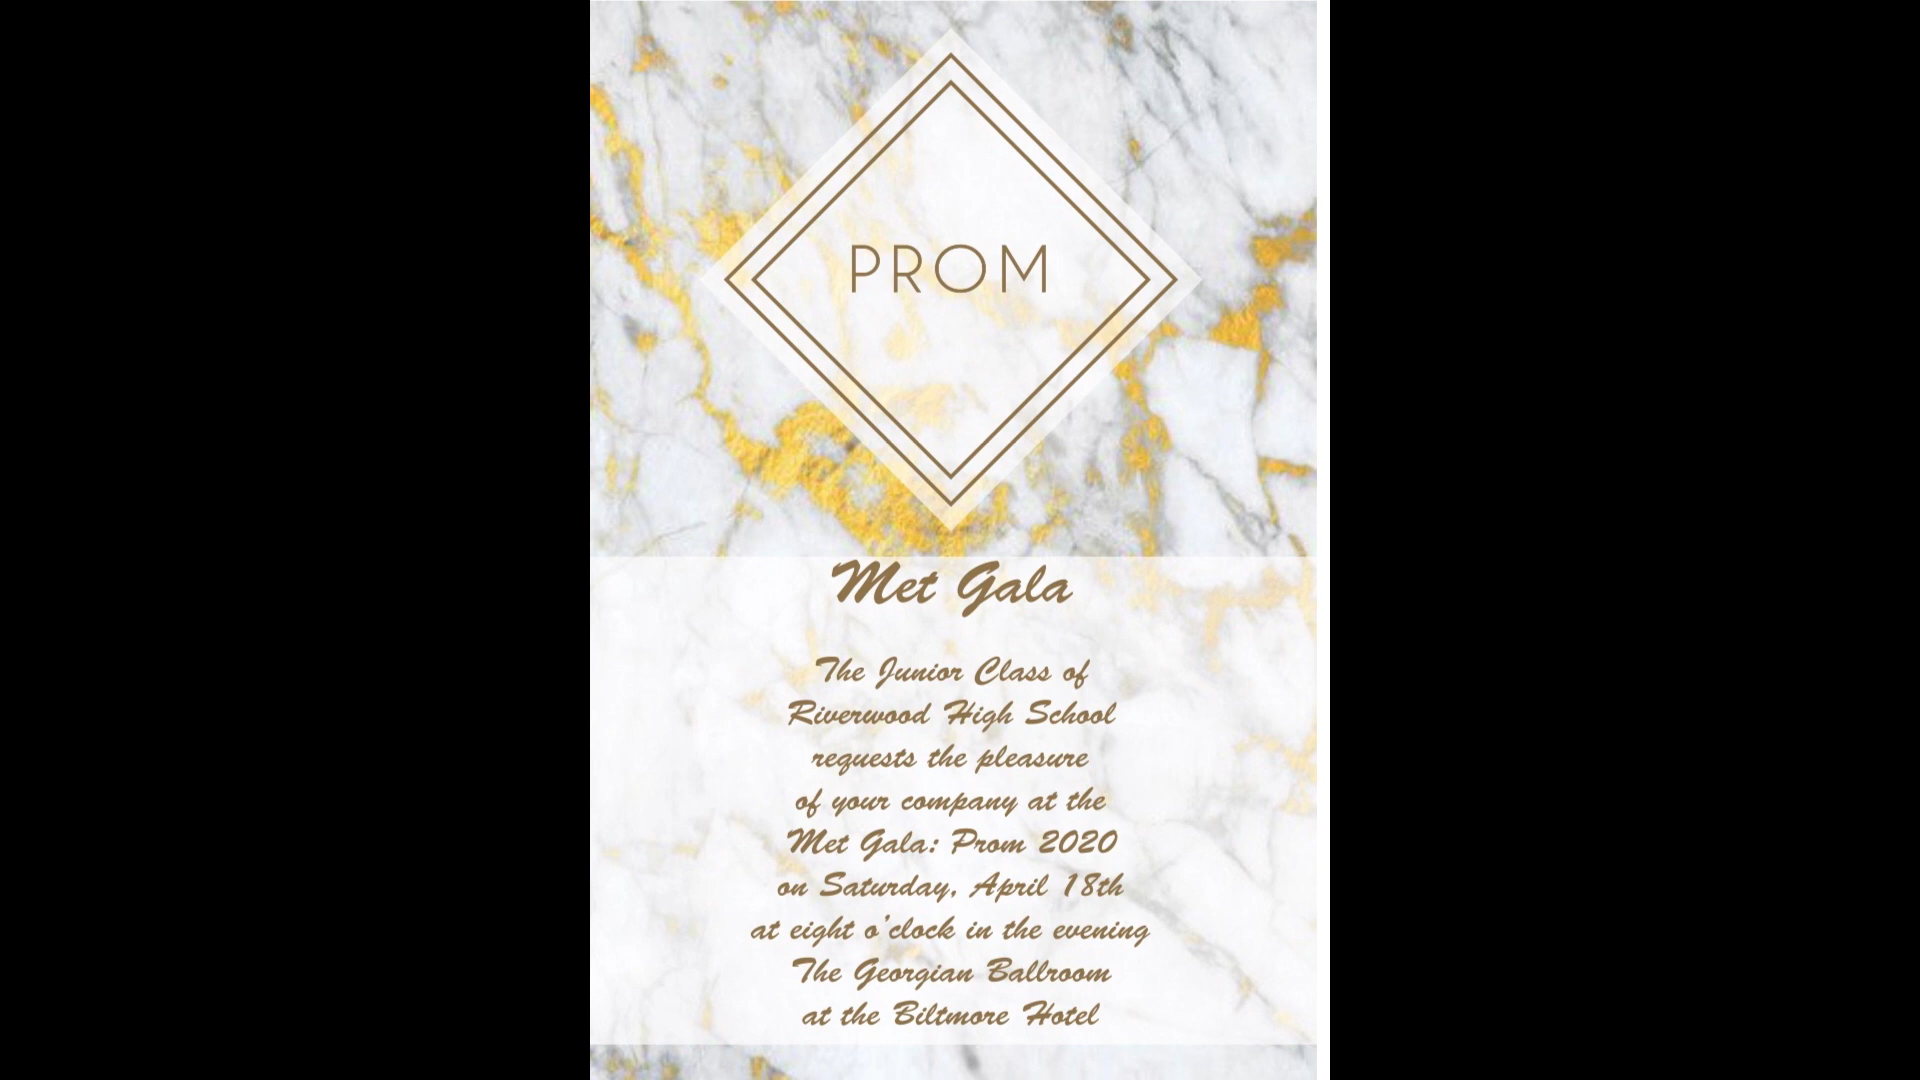 PROM
Met Gala
The Junior Class of
Riverwood High School
requests the pleasure
of your company at the
Met Gala: Prom 2020
on Saturday, April 18th
at eight o'clock in the evening
The Georgian Ballroom
at the Biltmore Hotel